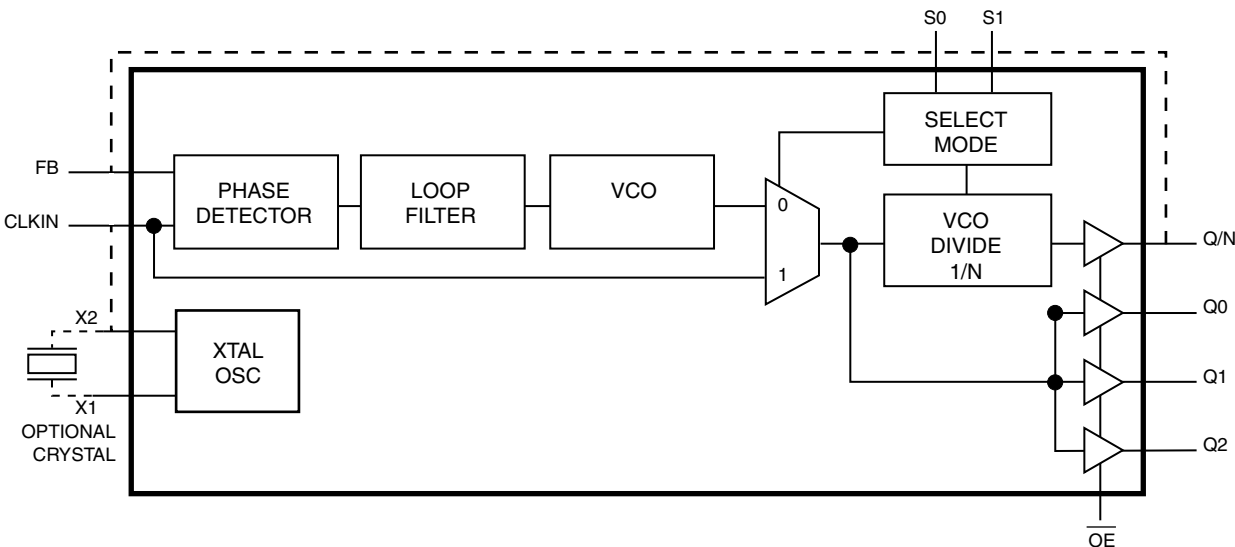 S0 S1
SELECT
MODE
FB
PHASE
DETECTOR
LOOP
FILTER
VCO
0
1
CLKIN
VCO
DIVIDE
1/N
Q/N
Q0
Q1
Q2
X2
XTAL
OSC
X1
OPTIONAL
CRYSTAL
OE